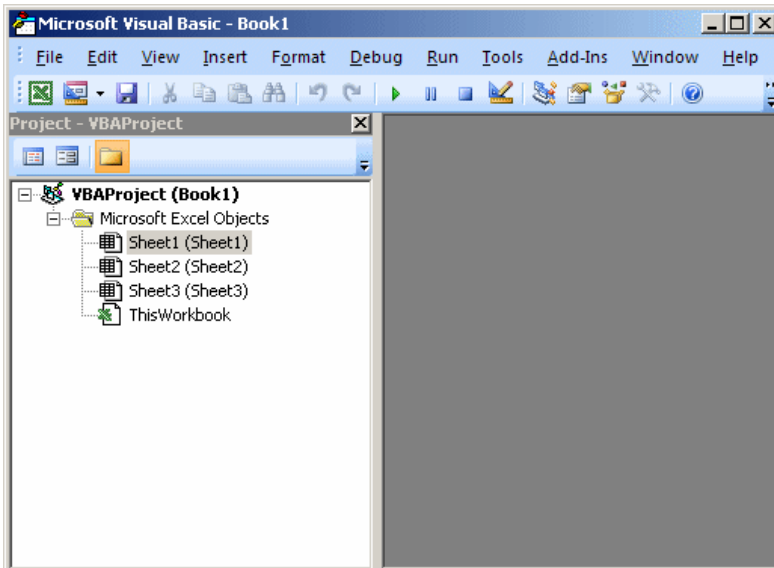 Microsoft Visual Basic - Book1
File Edit View Insert Format Debug Run Tools Add-Ins Window Help
Project - VBAProject
VBAProject (Book1)
Microsoft Excel Objects
Sheet1 (Sheet1)
Sheet2 (Sheet2)
Sheet3 (Sheet3)
ThisWorkbook